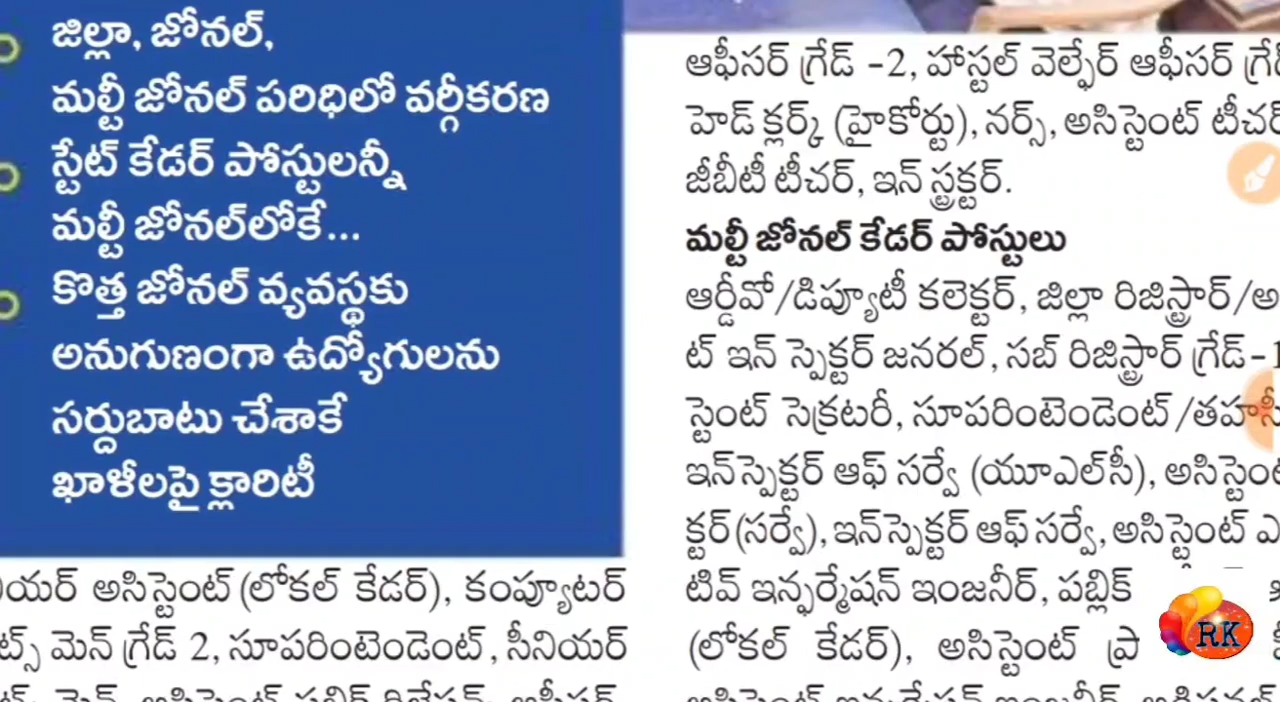 జిల్లా, జోనల్,
మల్టీ జోనల్ పరిధిలో వర్గీకరణ
స్టేట్ కేడర్ పోస్టులన్నీ
మల్టీ జోనల్‌లోకే...
కొత్త జోనల్ వ్యవస్థకు
అనుగుణంగా ఉద్యోగులను
సర్దుబాటు చేశాకే
ఖాళీలపై క్లారిటీ
యర్ అసిస్టెంట్ (లోకల్ కేడర్), కంప్యూటర్
ట్స్ మెన్ గ్రేడ్ 2, సూపరింటెండెంట్, సీనియర్
ఆఫీసర్ గ్రేడ్ -2, హాస్టల్ వెల్ఫేర్ ఆఫీసర్
హెడ్ క్లర్క్ (హైకోర్టు), నర్స్, అసిస్టెంట్ టీచర్
జీబీటీ టీచర్, ఇన్ స్ట్రక్టర్.
మల్టీ జోనల్ కేడర్ పోస్టులు
ఆర్డీవో/డిప్యూటీ కలెక్టర్, జిల్లా రిజిస్ట్రార్/అ
ట్ ఇన్ స్పెక్టర్ జనరల్, సబ్ రిజిస్ట్రార్ గ్రేడ్-1
స్టెంట్ సెక్రటరీ, సూపరింటెండెంట్/తహసీ
ఇన్‌స్పెక్టర్ ఆఫ్ సర్వే (యూఎల్‌సీ), అసిస్టెంట్
క్టర్(సర్వే), ఇన్‌స్పెక్టర్ ఆఫ్ సర్వే, అసిస్టెంట్ ఎ
టివ్ ఇన్ఫర్మేషన్ ఇంజనీర్, పబ్లిక్
(లోకల్ కేడర్), అసిస్టెంట్ ప్రా
RK